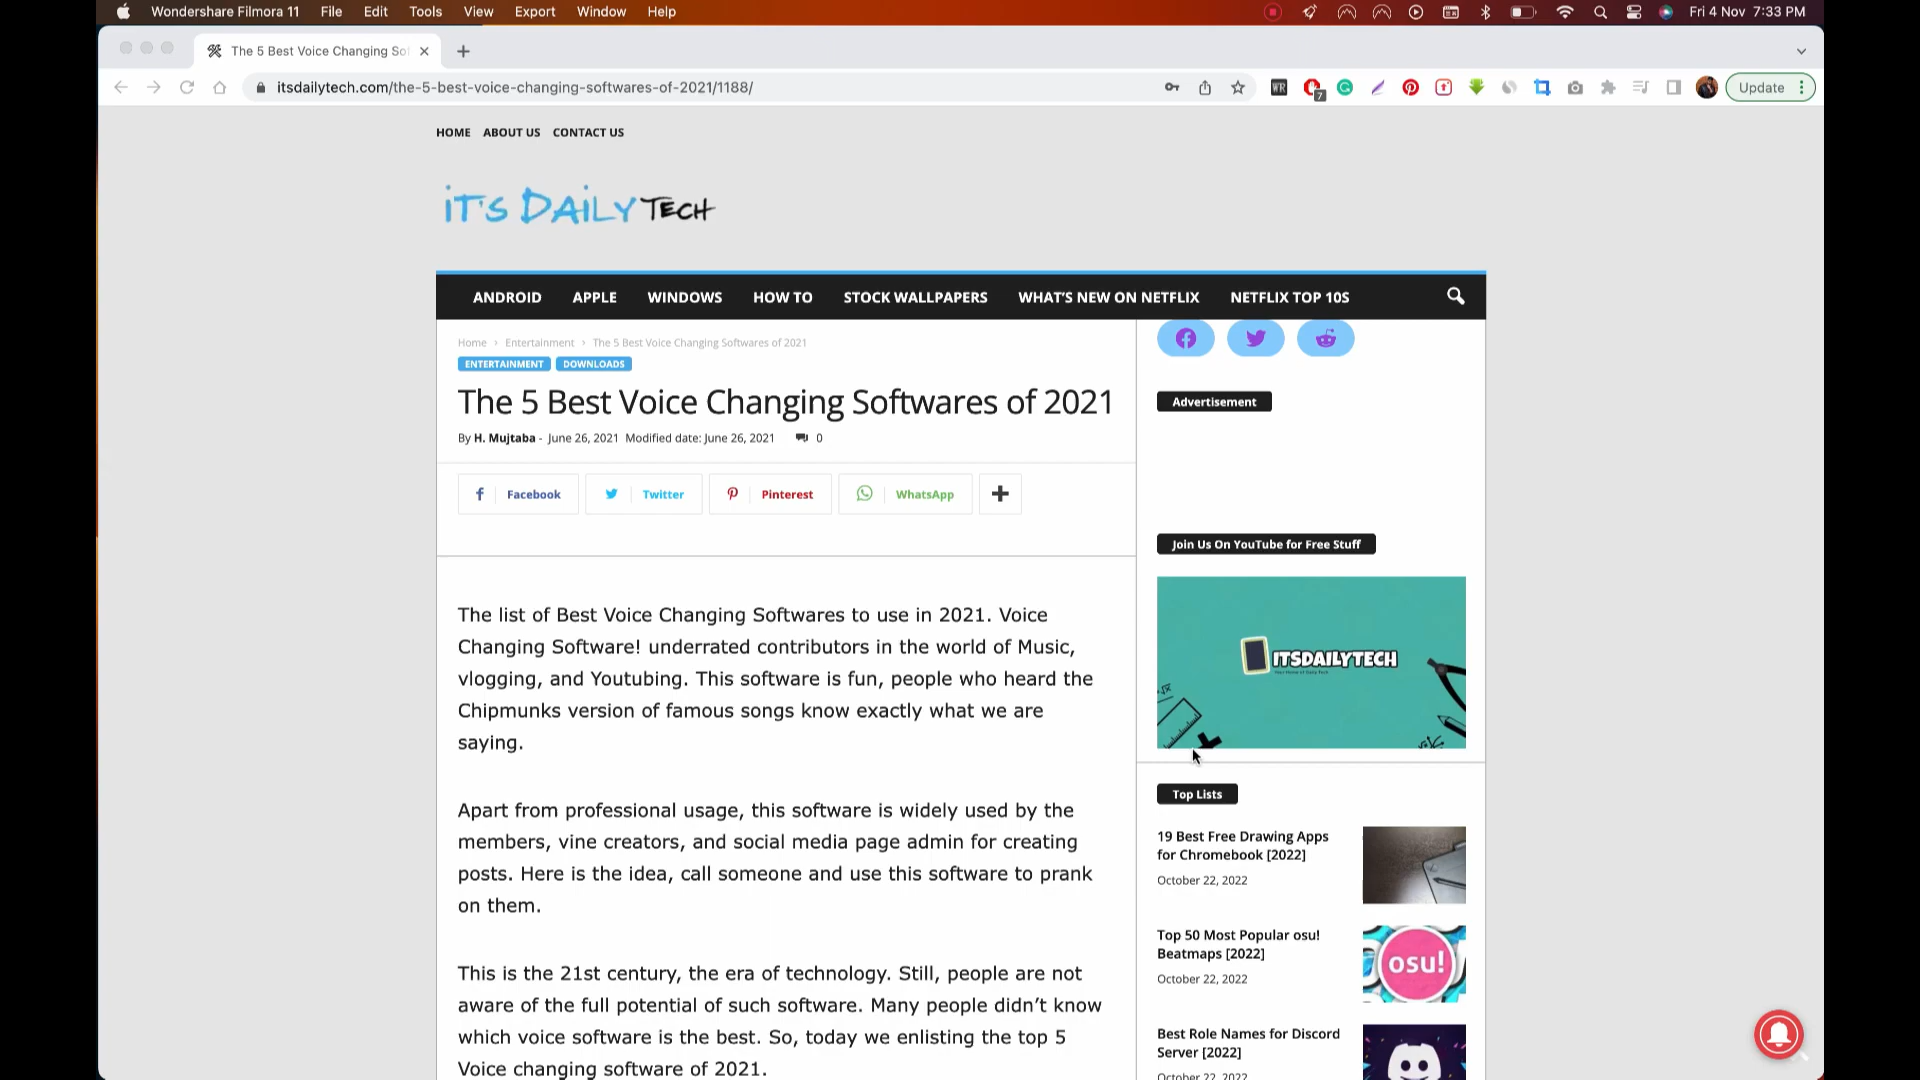 Wondershare Filmora 11 File Edit Tools View Export Window Help
Fri 4 Nov 7:33 PM
The 5 Best Voice Changing Sof
itsdailytech.com/the-5-best-voice-changing-softwares-of-2021/1188/
WR
7
Update
HOME ABOUT US CONTACT US
iT'S DAiLY TECH
ANDROID APPLE WINDOWS HOW TO STOCK WALLPAPERS WHAT'S NEW ON NETFLIX NETFLIX TOP 10S
Home › Entertainment › The 5 Best Voice Changing Softwares of 2021
ENTERTAINMENT DOWNLOADS
The 5 Best Voice Changing Softwares of 2021
By H. Mujtaba - June 26, 2021 Modified date: June 26, 2021 0
Facebook Twitter Pinterest WhatsApp
The list of Best Voice Changing Softwares to use in 2021. Voice
Changing Software! underrated contributors in the world of Music,
vlogging, and Youtubing. This software is fun, people who heard the
Chipmunks version of famous songs know exactly what we are
saying.
Apart from professional usage, this software is widely used by the
members, vine creators, and social media page admin for creating
posts. Here is the idea, call someone and use this software to prank
on them.
This is the 21st century, the era of technology. Still, people are not
aware of the full potential of such software. Many people didn't know
which voice software is the best. So, today we enlisting the top 5
Voice changing software of 2021.
Advertisement
Join Us On YouTube for Free Stuff
ITSDAILYTECH
Top Lists
19 Best Free Drawing Apps
for Chromebook [2022]
October 22, 2022
Top 50 Most Popular osu!
Beatmaps [2022]
October 22, 2022
osu!
Best Role Names for Discord
Server [2022]
October 22, 2022